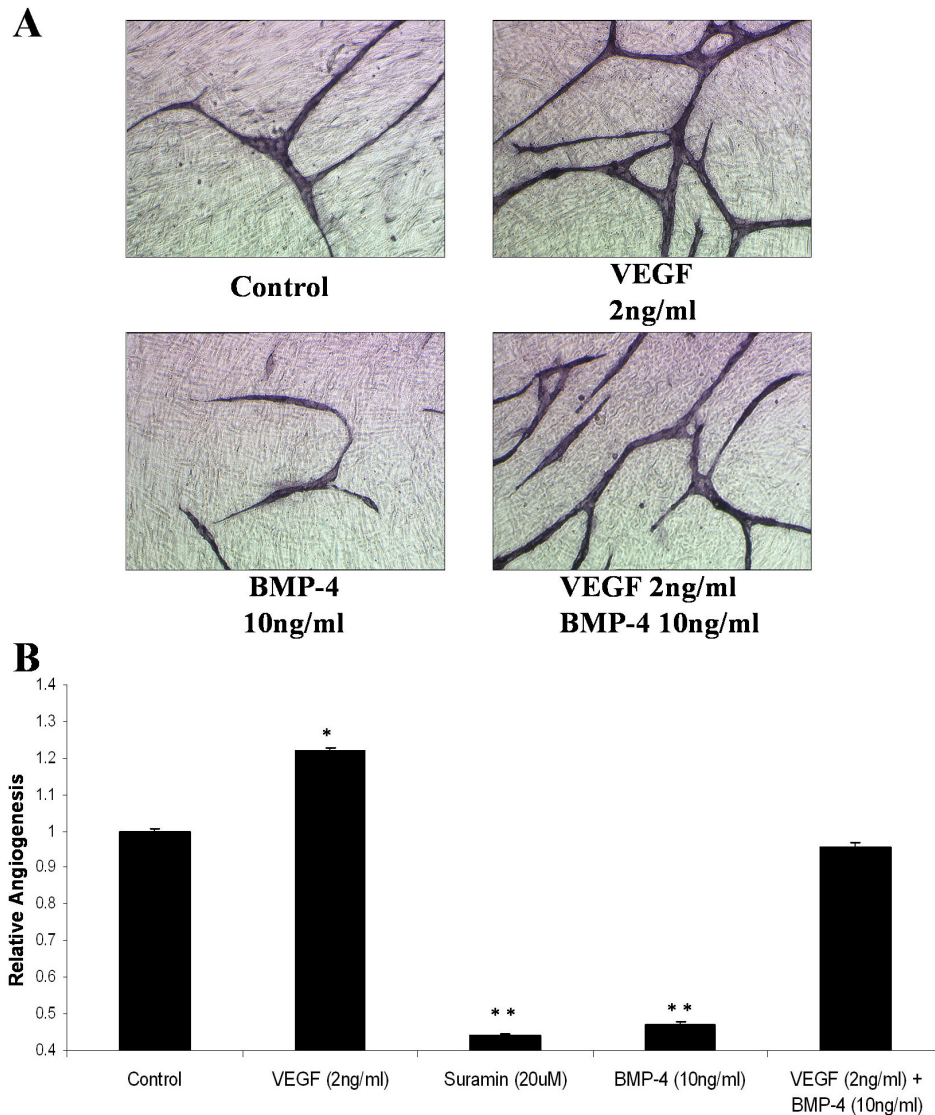 A
Control
VEGF
2ng/ml
BMP-4
10ng/ml
VEGF 2ng/ml
BMP-4 10ng/ml
B
Relative Angiogenesis
1.4
1.3
1.2
1.1
1
0.9
0.8
0.7
0.6
0.5
0.4
*
**
**
Control
VEGF (2ng/ml)
Suramin (20uM)
BMP-4 (10ng/ml)
VEGF (2ng/ml) +
BMP-4 (10ng/ml)